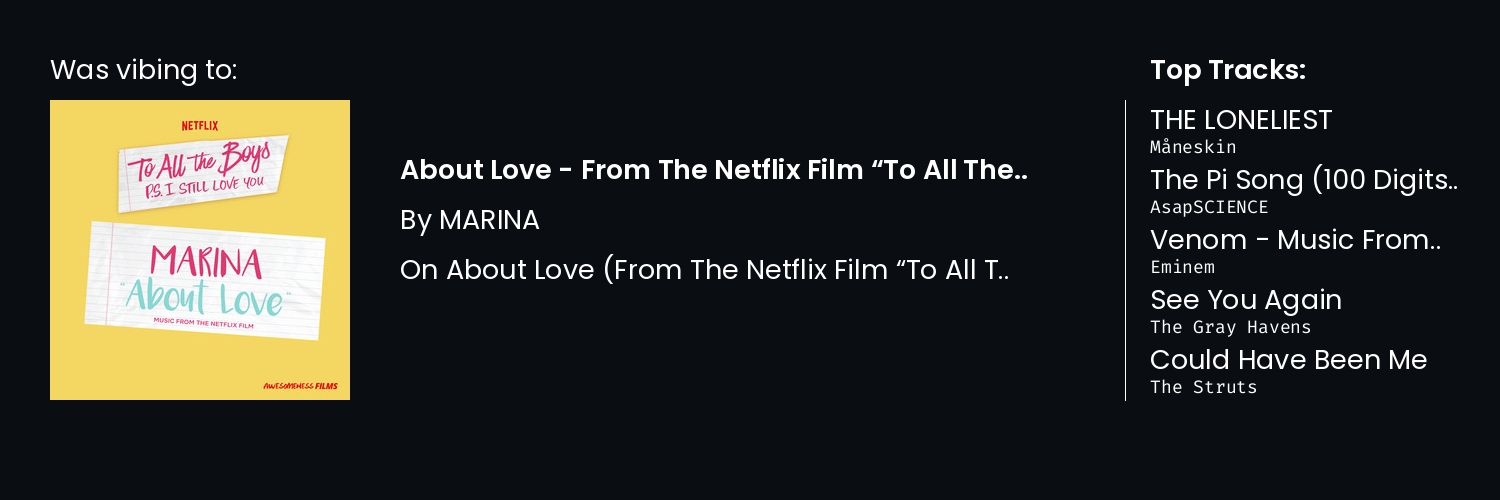 Was vibing to:
NETFLIX
To All the Boys
P.S. I STILL LOVE YOU
MARINA
"About Love"
MUSIC FROM THE NETFLIX FILM
AWESOMENESS FILMS
About Love - From The Netflix Film “To All The..
By MARINA
On About Love (From The Netflix Film “To All T..
Top Tracks:
THE LONELIEST
Måneskin
The Pi Song (100 Digits..
AsapSCIENCE
Venom - Music From..
Eminem
See You Again
The Gray Havens
Could Have Been Me
The Struts